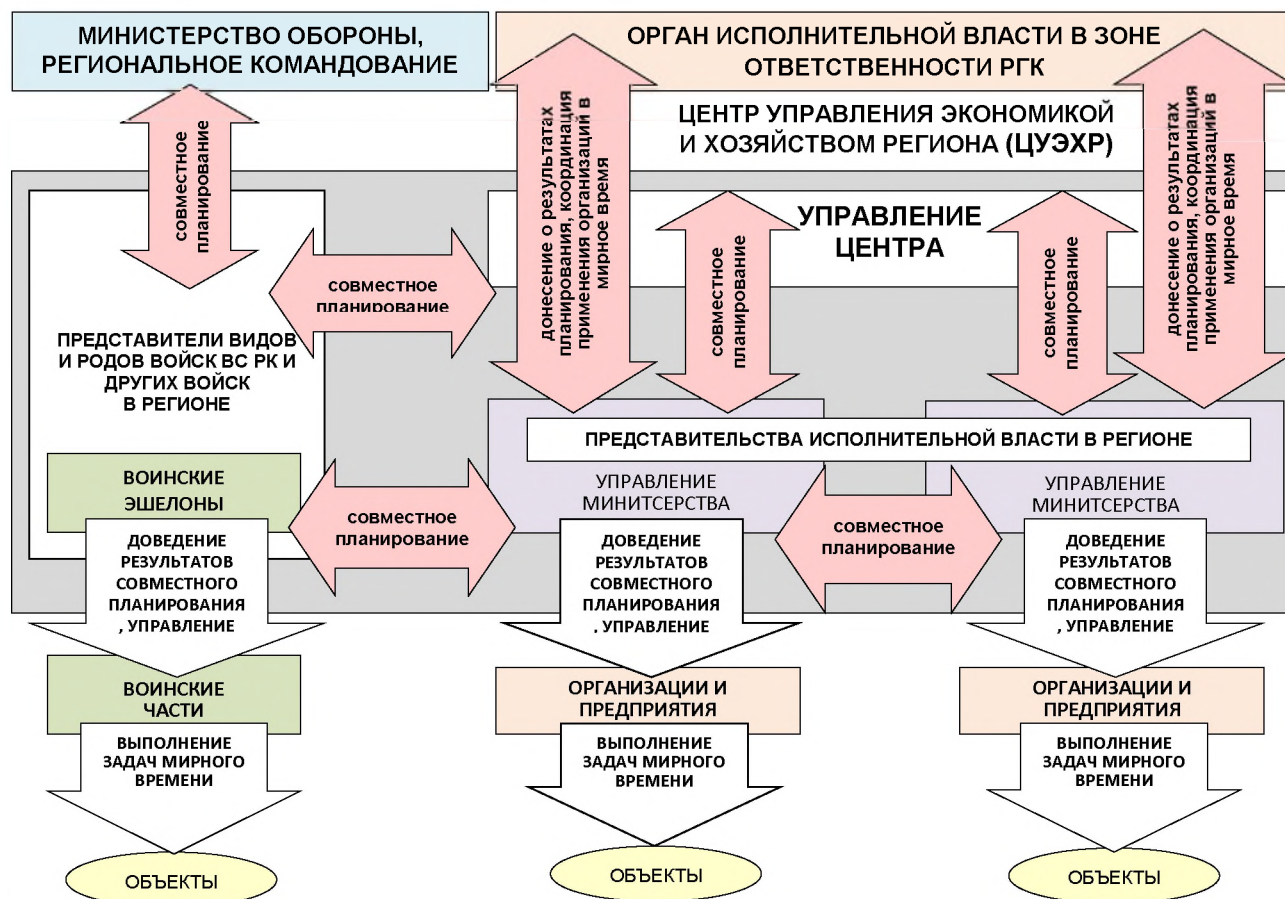 МИНИСТЕРСТВО ОБОРОНЫ,
РЕГИОНАЛЬНОЕ КОМАНДОВАНИЕ
ОРГАН ИСПОЛНИТЕЛЬНОЙ ВЛАСТИ В ЗОНЕ
ОТВЕТСТВЕННОСТИ РГК
ЦЕНТР УПРАВЛЕНИЯ ЭКОНОМИКОЙ
И ХОЗЯЙСТВОМ РЕГИОНА (ЦУЭХР)
УПРАВЛЕНИЕ
ЦЕНТРА
совместное
планирование
донесение о результатах
планирования, координация
применения организаций в
мирное время
совместное
планирование
совместное
планирование
донесение о результатах
планирования, координация
применения организаций в
мирное время
совместное
планирование
ПРЕДСТАВИТЕЛИ ВИДОВ
И РОДОВ ВОЙСК ВС РК И
ДРУГИХ ВОЙСК
В РЕГИОНЕ
ПРЕДСТАВИТЕЛЬСТВА ИСПОЛНИТЕЛЬНОЙ ВЛАСТИ В РЕГИОНЕ
ВОИНСКИЕ
ЭШЕЛОНЫ
УПРАВЛЕНИЕ
МИНИТСЕРСТВА
УПРАВЛЕНИЕ
МИНИТСЕРСТВА
совместное
планирование
совместное
планирование
ДОВЕДЕНИЕ
РЕЗУЛЬТАТОВ
СОВМЕСТНОГО
ПЛАНИРОВАНИЯ
, УПРАВЛЕНИЕ
ДОВЕДЕНИЕ
РЕЗУЛЬТАТОВ
СОВМЕСТНОГО
ПЛАНИРОВАНИЯ
, УПРАВЛЕНИЕ
ДОВЕДЕНИЕ
РЕЗУЛЬТАТОВ
СОВМЕСТНОГО
ПЛАНИРОВАНИЯ
, УПРАВЛЕНИЕ
ВОИНСКИЕ
ЧАСТИ
ОРГАНИЗАЦИИ И
ПРЕДПРИЯТИЯ
ОРГАНИЗАЦИИ И
ПРЕДПРИЯТИЯ
ВЫПОЛНЕНИЕ
ЗАДАЧ МИРНОГО
ВРЕМЕНИ
ВЫПОЛНЕНИЕ
ЗАДАЧ МИРНОГО
ВРЕМЕНИ
ВЫПОЛНЕНИЕ
ЗАДАЧ МИРНОГО
ВРЕМЕНИ
ОБЪЕКТЫ
ОБЪЕКТЫ
ОБЪЕКТЫ